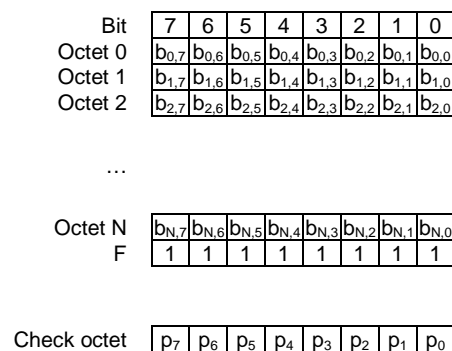 Bit 7 6 5 4 3 2 1 0
Octet 0 b0,7 b0,6 b0,5 b0,4 b0,3 b0,2 b0,1 b0,0
Octet 1 b1,7 b1,6 b1,5 b1,4 b1,3 b1,2 b1,1 b1,0
Octet 2 b2,7 b2,6 b2,5 b2,4 b2,3 b2,2 b2,1 b2,0
…
Octet N bN,7 bN,6 bN,5 bN,4 bN,3 bN,2 bN,1 bN,0
F 1 1 1 1 1 1 1 1
Check octet p7 p6 p5 p4 p3 p2 p1 p0